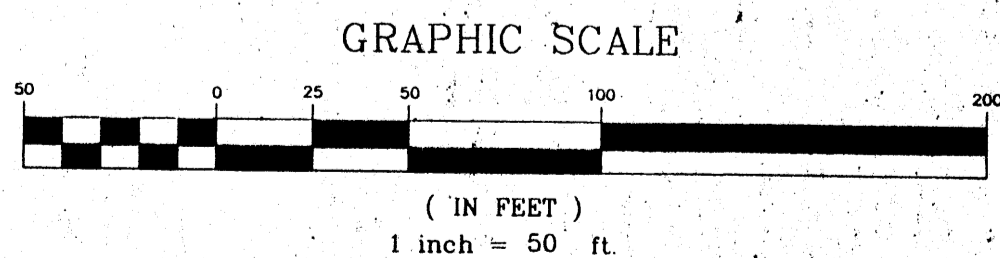 GRAPHIC SCALE
50 0 25 50 100 200
( IN FEET )
1 inch = 50 ft.